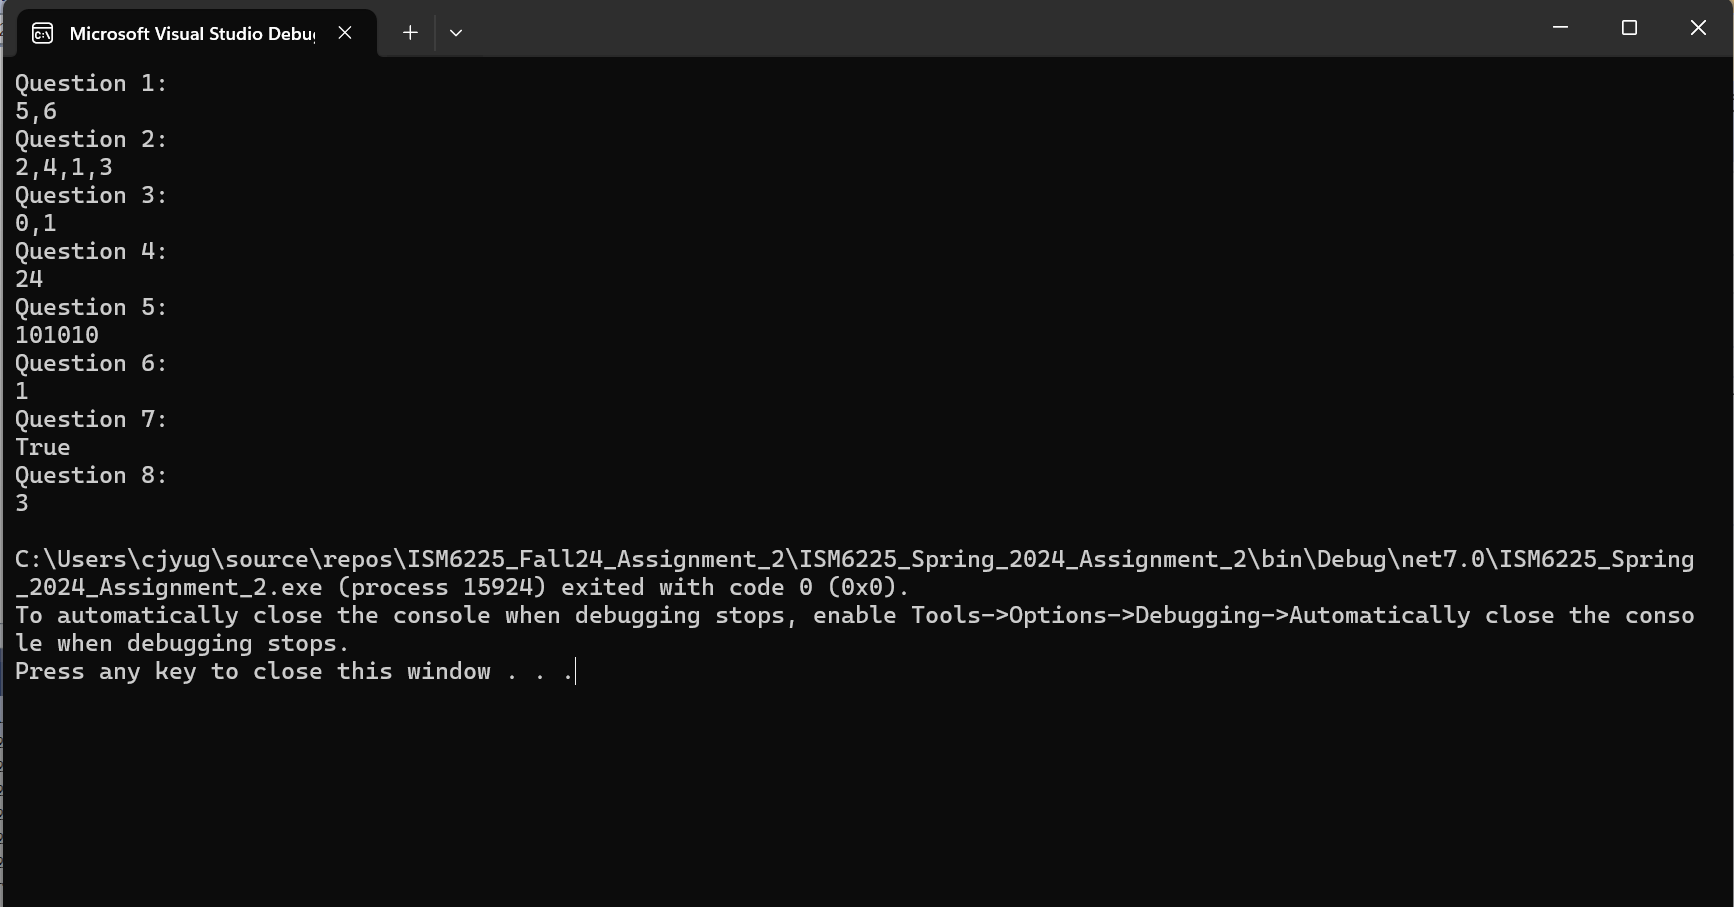 Microsoft Visual Studio Debu
Question 1:
5,6
Question 2:
2,4,1,3
Question 3:
0,1
Question 4:
24
Question 5:
101010
Question 6:
1
Question 7:
True
Question 8:
3
C:\Users\cjyug\source\repos\ISM6225_Fall24_Assignment_2\ISM6225_Spring_2024_Assignment_2\bin\Debug\net7.0\ISM6225_Spring
_2024_Assignment_2.exe (process 15924) exited with code 0 (0x0).
To automatically close the console when debugging stops, enable Tools->Options->Debugging->Automatically close the conso
le when debugging stops.
Press any key to close this window . . .